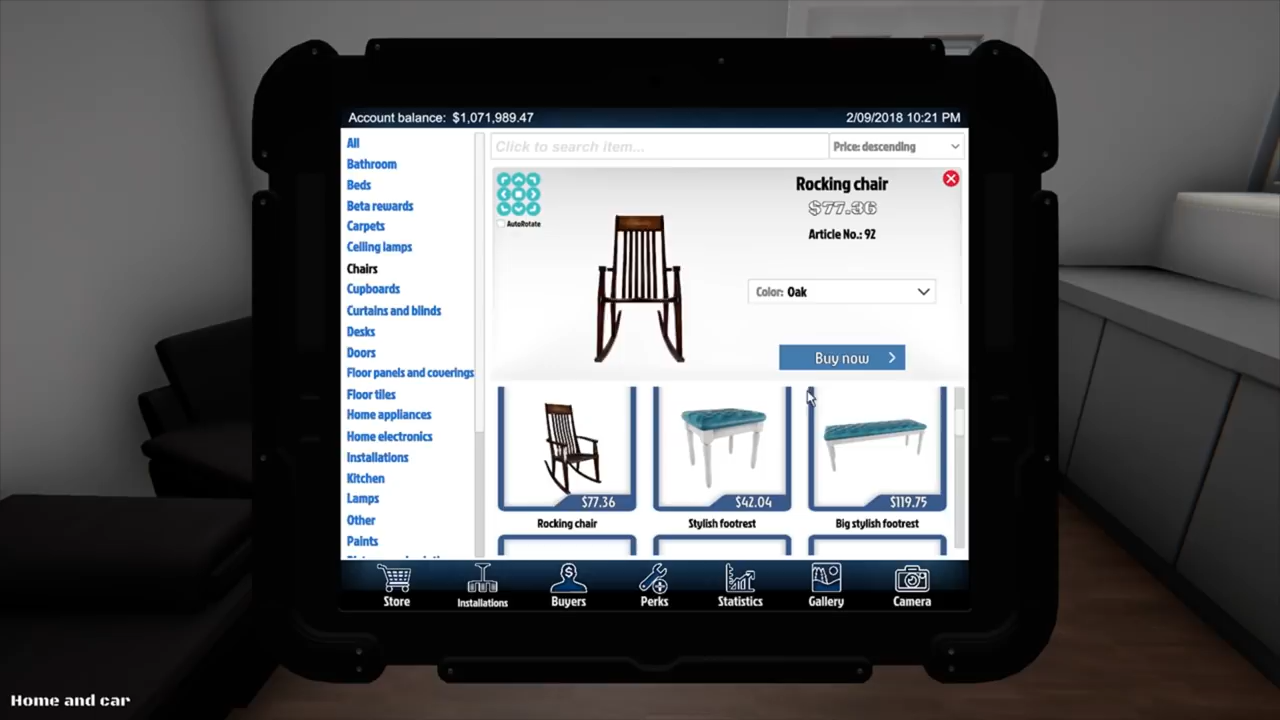 Account balance: $1,071,989.47
2/09/2018 10:21 PM
All
Bathroom
Beds
Beta rewards
Carpets
Ceiling lamps
Chairs
Cupboards
Curtains and blinds
Desks
Doors
Floor panels and coverings
Floor tiles
Home appliances
Home electronics
Installations
Kitchen
Lamps
Other
Paints
Click to search item...
Price: descending
AutoRotate
Rocking chair
$77.36
Article No.: 92
Color: Oak
Buy now
$77.36
$42.04
$119.75
Rocking chair
Stylish footrest
Big stylish footrest
Store
Installations
Buyers
Perks
Statistics
Gallery
Camera
Home and car